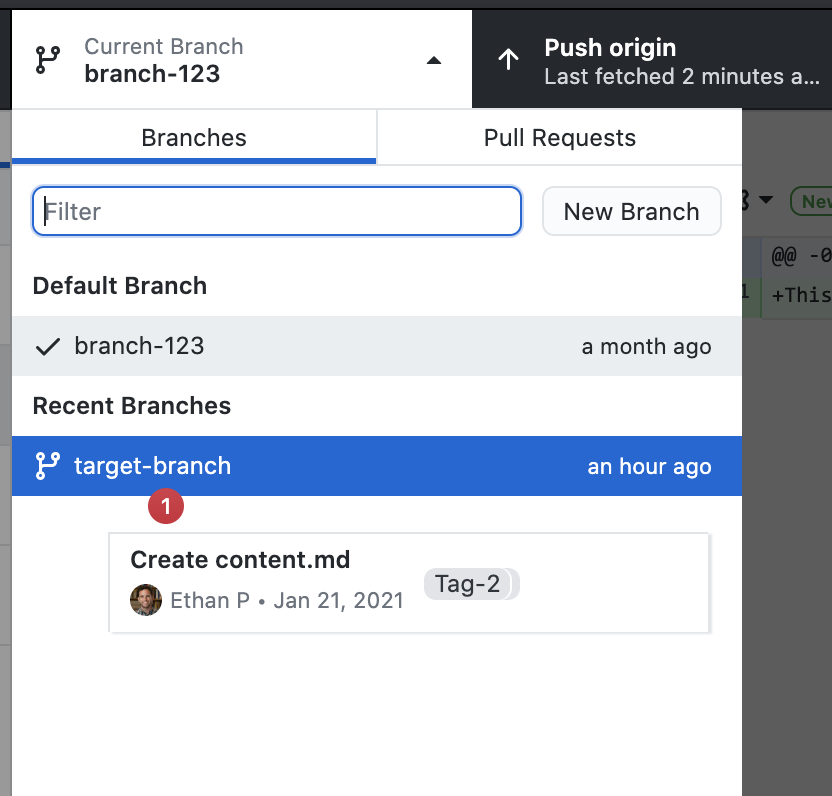 Current Branch
branch-123
Push origin
Last fetched 2 minutes a...
Branches
Pull Requests
Filter
New Branch
Default Branch
branch-123
a month ago
Recent Branches
target-branch
an hour ago
1
Create content.md
Ethan P • Jan 21, 2021
Tag-2
New
@@ -0
1
+This